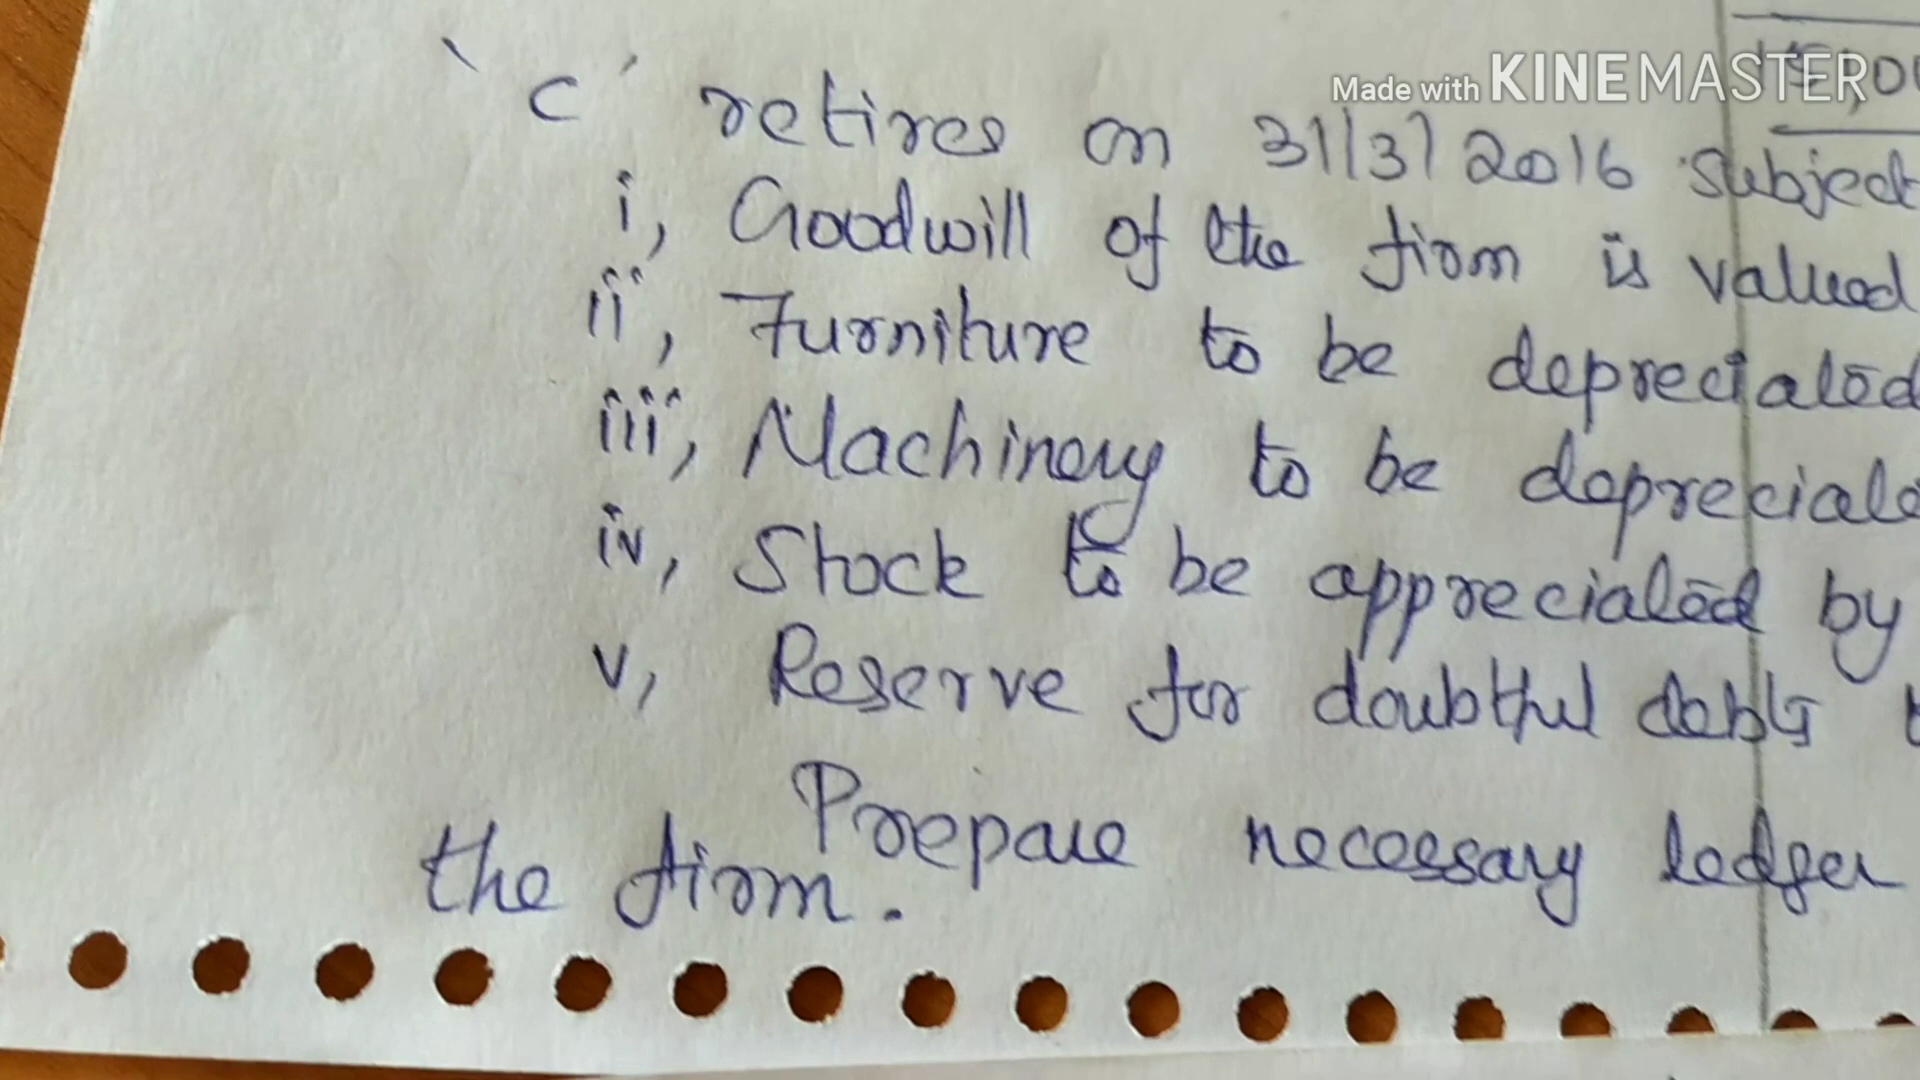 Made with KINEMASTER
'C' retires on 31/3/2016 subject
i, Goodwill of the firm is valued
ii, Furniture to be depreciated
iii, Machinery to be depreciate
iv, Stock to be appreciated by
v, Reserve for doubtful debts t
Prepare necessary ledger
the firm.